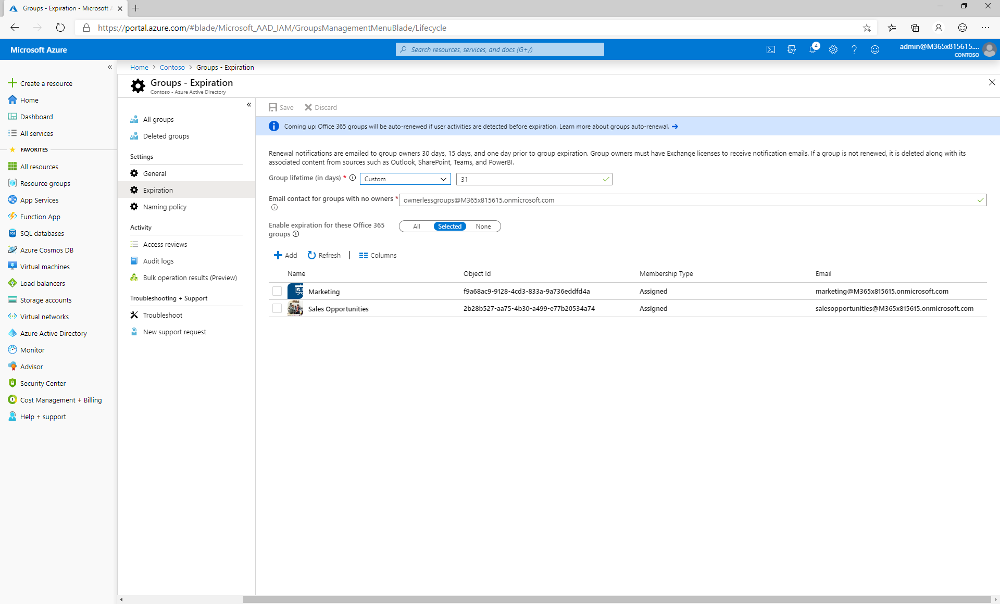 Groups - Expiration - Microsoft A
https://portal.azure.com/#blade/Microsoft_AAD_IAM/GroupsManagementMenuBlade/Lifecycle
Microsoft Azure
Search resources, services, and docs (G+/)
4
admin@M365x815615....
CONTOSO
Create a resource
Home
Dashboard
All services
FAVORITES
All resources
Resource groups
App Services
Function App
SQL databases
Azure Cosmos DB
Virtual machines
Load balancers
Storage accounts
Virtual networks
Azure Active Directory
Monitor
Advisor
Security Center
Cost Management + Billing
Help + support
Home > Contoso > Groups - Expiration
Groups - Expiration
Contoso - Azure Active Directory
All groups
Deleted groups
Settings
General
Expiration
Naming policy
Activity
Access reviews
Audit logs
Bulk operation results (Preview)
Troubleshooting + Support
Troubleshoot
New support request
Save
Discard
Coming up: Office 365 groups will be auto-renewed if user activities are detected before expiration. Learn more about groups auto-renewal.
Renewal notifications are emailed to group owners 30 days, 15 days, and one day prior to group expiration. Group owners must have Exchange licenses to receive notification emails. If a group is not renewed, it is deleted along with its
associated content from sources such as Outlook, SharePoint, Teams, and PowerBI.
Group lifetime (in days) * Custom 31
Email contact for groups with no owners * ownerlessgroups@M365x815615.onmicrosoft.com
Enable expiration for these Office 365
groups
All Selected None
Add Refresh | Columns
Name Object Id Membership Type Email
Marketing f9a68ac9-9128-4cd3-833a-9a736eddfd4a Assigned marketing@M365x815615.onmicrosoft.com
Sales Opportunities 2b28b527-aa75-4b30-a499-e77b20534a74 Assigned salesopportunities@M365x815615.onmicrosoft.com